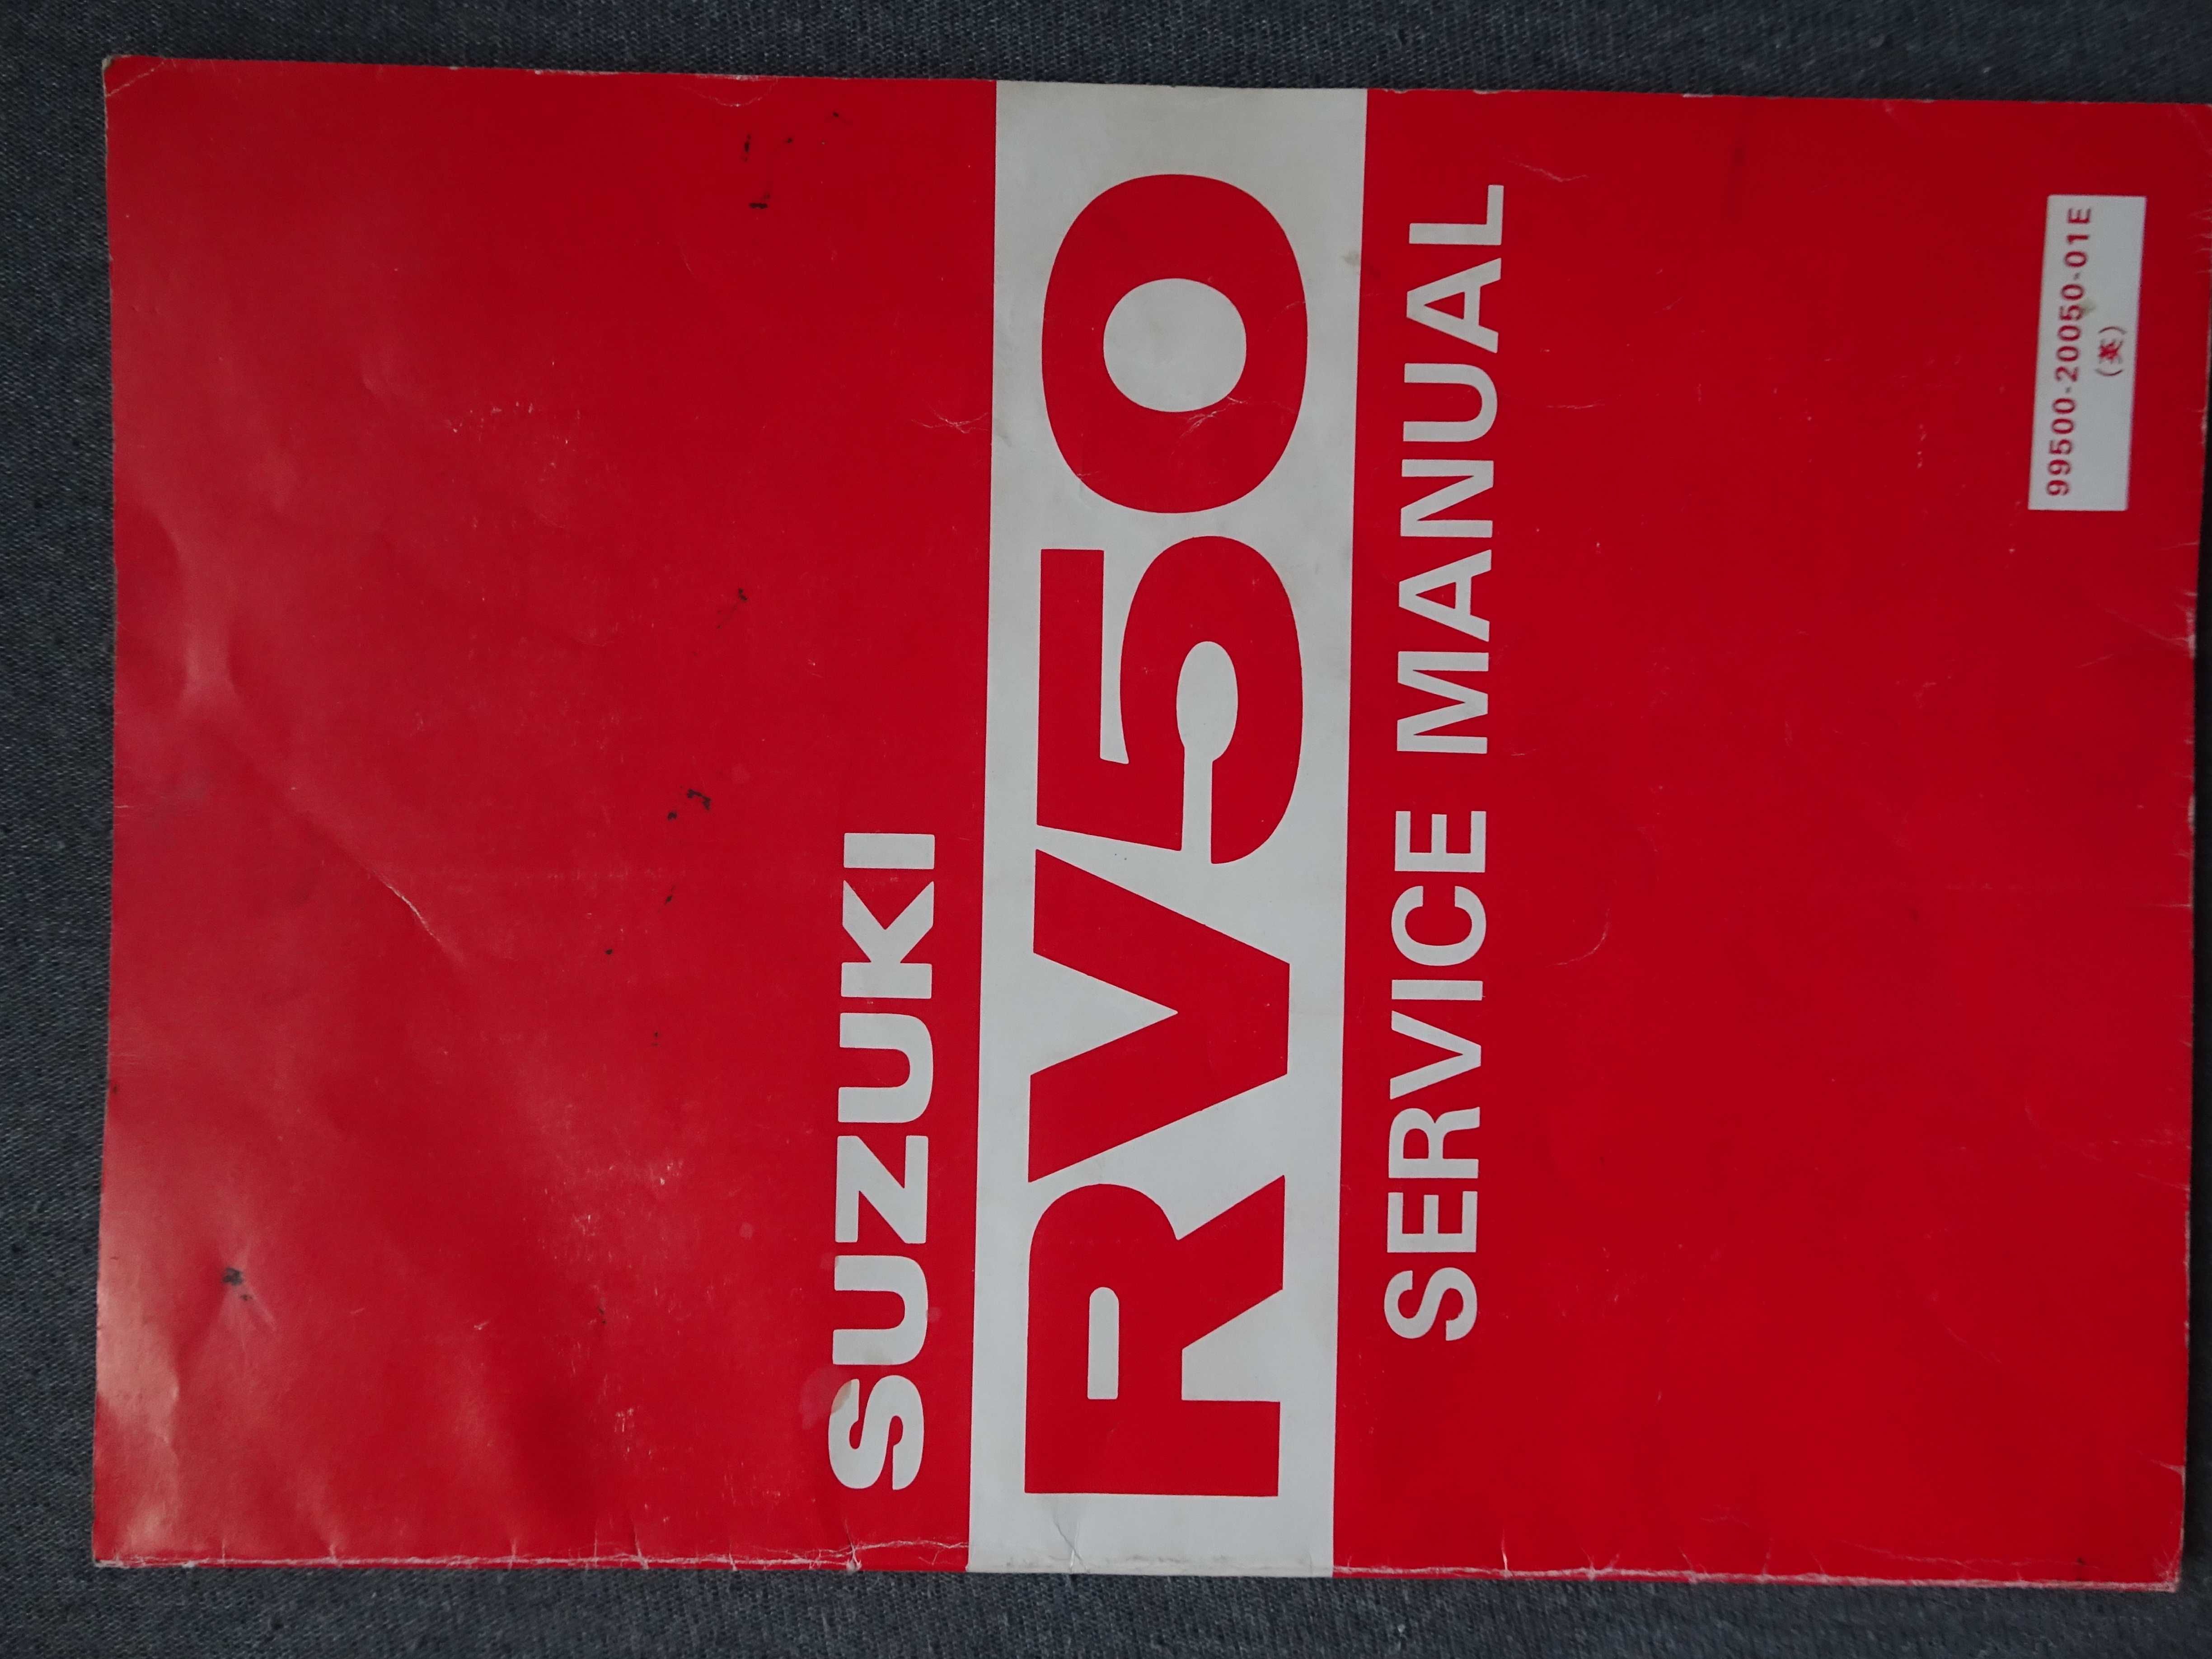 SUZUKI
RV50
SERVICE MANUAL
99500-20050-01E
(英)